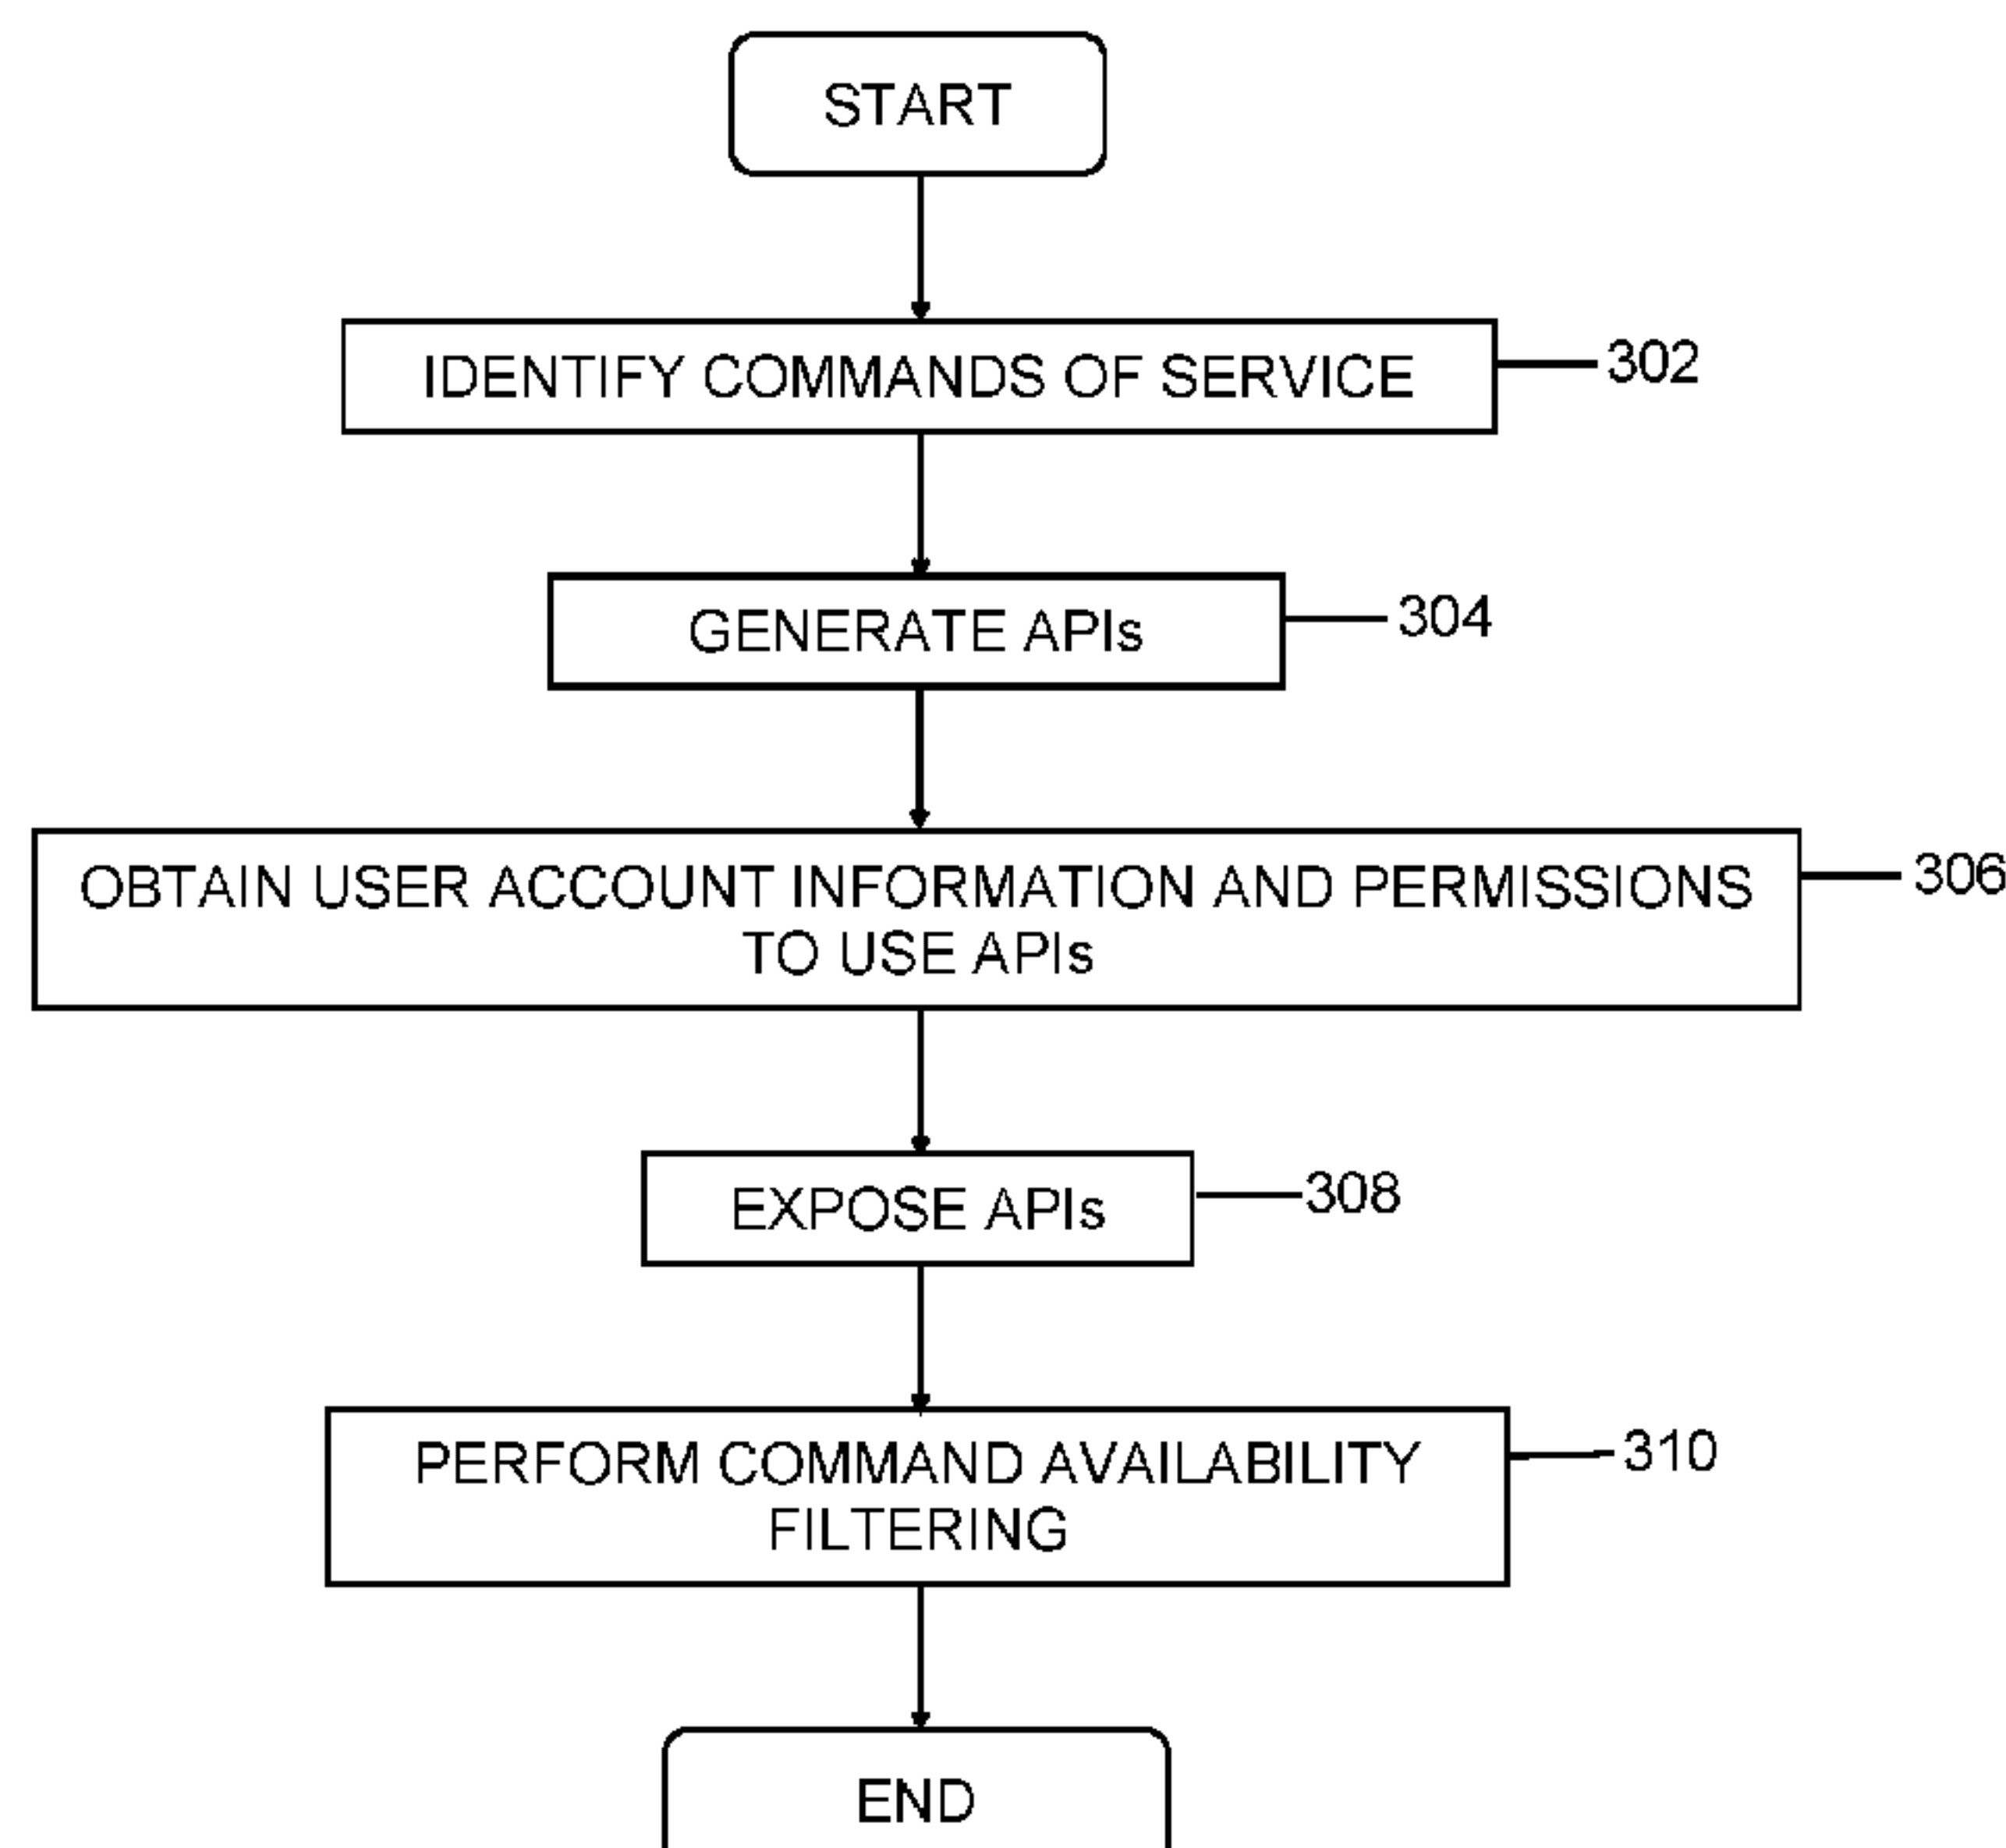 START
IDENTIFY COMMANDS OF SERVICE
302
GENERATE APIs
304
OBTAIN USER ACCOUNT INFORMATION AND PERMISSIONS
TO USE APIs
306
EXPOSE APIs
308
PERFORM COMMAND AVAILABILITY
FILTERING
310
END